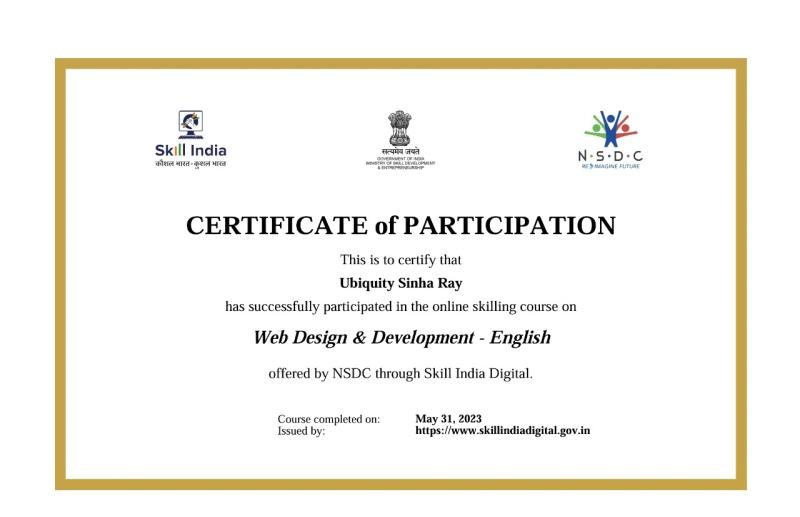 Skill India
कौशल भारत-कुशल भारत
सत्यमेव जयते
GOVERNMENT OF INDIA
MINISTRY OF SKILL DEVELOPMENT
& ENTREPRENEURSHIP
N·S·D·C
RE-IMAGINE FUTURE
CERTIFICATE of PARTICIPATION
This is to certify that
Ubiquity Sinha Ray
has successfully participated in the online skilling course on
Web Design & Development - English
offered by NSDC through Skill India Digital.
Course completed on: May 31, 2023
Issued by: https://www.skillindiadigital.gov.in